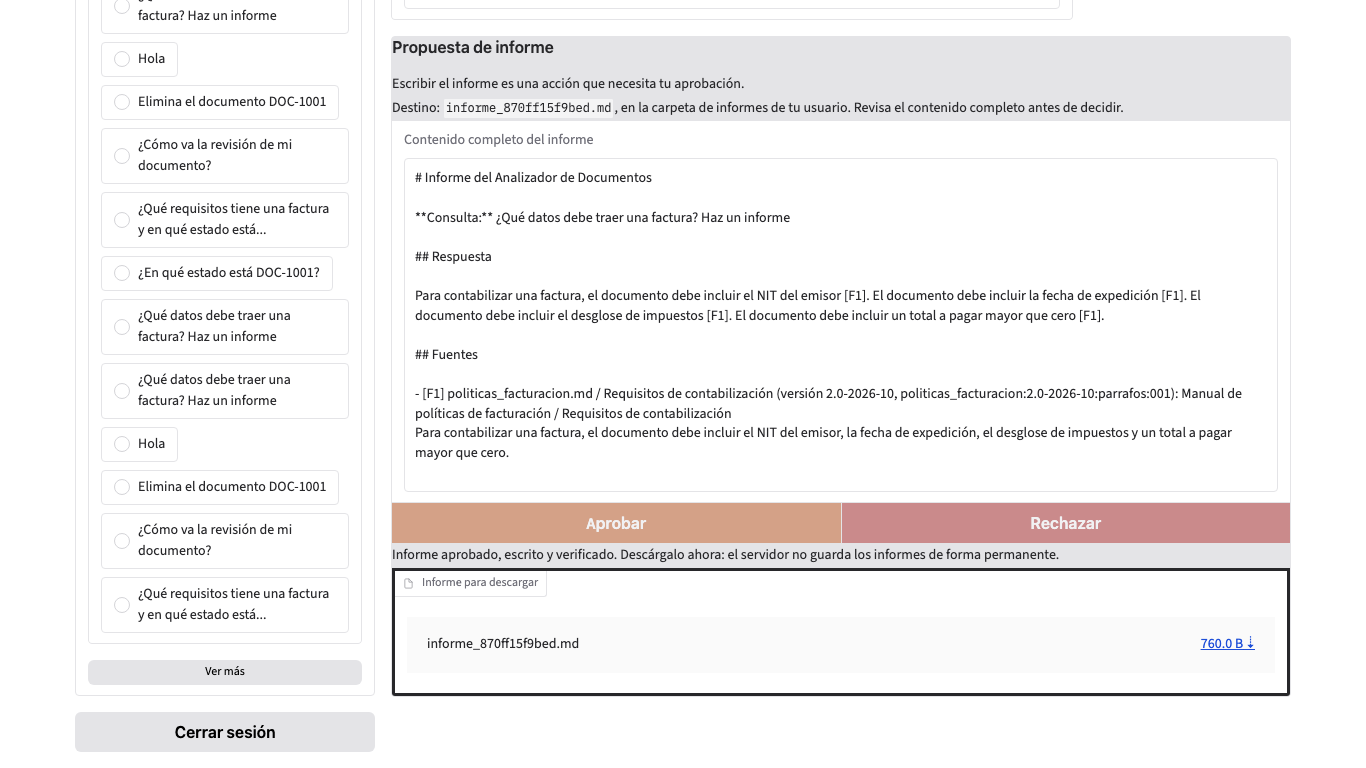 factura? Haz un informe
Hola
Elimina el documento DOC-1001
¿Cómo va la revisión de mi
documento?
¿Qué requisitos tiene una factura
y en qué estado está...
¿En qué estado está DOC-1001?
¿Qué datos debe traer una
factura? Haz un informe
¿Qué datos debe traer una
factura? Haz un informe
Hola
Elimina el documento DOC-1001
¿Cómo va la revisión de mi
documento?
¿Qué requisitos tiene una factura
y en qué estado está...
Ver más
Cerrar sesión
Propuesta de informe
Escribir el informe es una acción que necesita tu aprobación.
Destino: informe_870ff15f9bed.md, en la carpeta de informes de tu usuario. Revisa el contenido completo antes de decidir.
Contenido completo del informe
# Informe del Analizador de Documentos
**Consulta:** ¿Qué datos debe traer una factura? Haz un informe
## Respuesta
Para contabilizar una factura, el documento debe incluir el NIT del emisor [F1]. El documento debe incluir la fecha de expedición [F1]. El
documento debe incluir el desglose de impuestos [F1]. El documento debe incluir un total a pagar mayor que cero [F1].
## Fuentes
- [F1] politicas_facturacion.md / Requisitos de contabilización (versión 2.0-2026-10, politicas_facturacion:2.0-2026-10:parrafos:001): Manual de
políticas de facturación / Requisitos de contabilización
Para contabilizar una factura, el documento debe incluir el NIT del emisor, la fecha de expedición, el desglose de impuestos y un total a pagar
mayor que cero.
Aprobar
Rechazar
Informe aprobado, escrito y verificado. Descárgalo ahora: el servidor no guarda los informes de forma permanente.
Informe para descargar
informe_870ff15f9bed.md
760.0 B ⇣